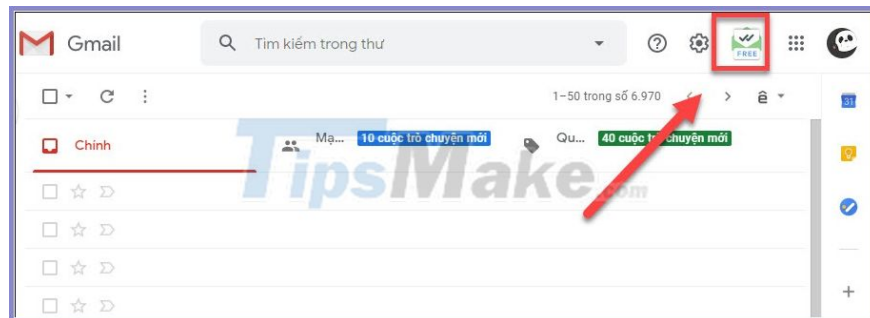 Gmail
Tìm kiếm trong thư
FREE
1–50 trong số 6.970
ê
31
Chính
Mạ... 10 cuộc trò chuyện mới
Qu... 40 cuộc trò chuyện mới
TipsMake.com